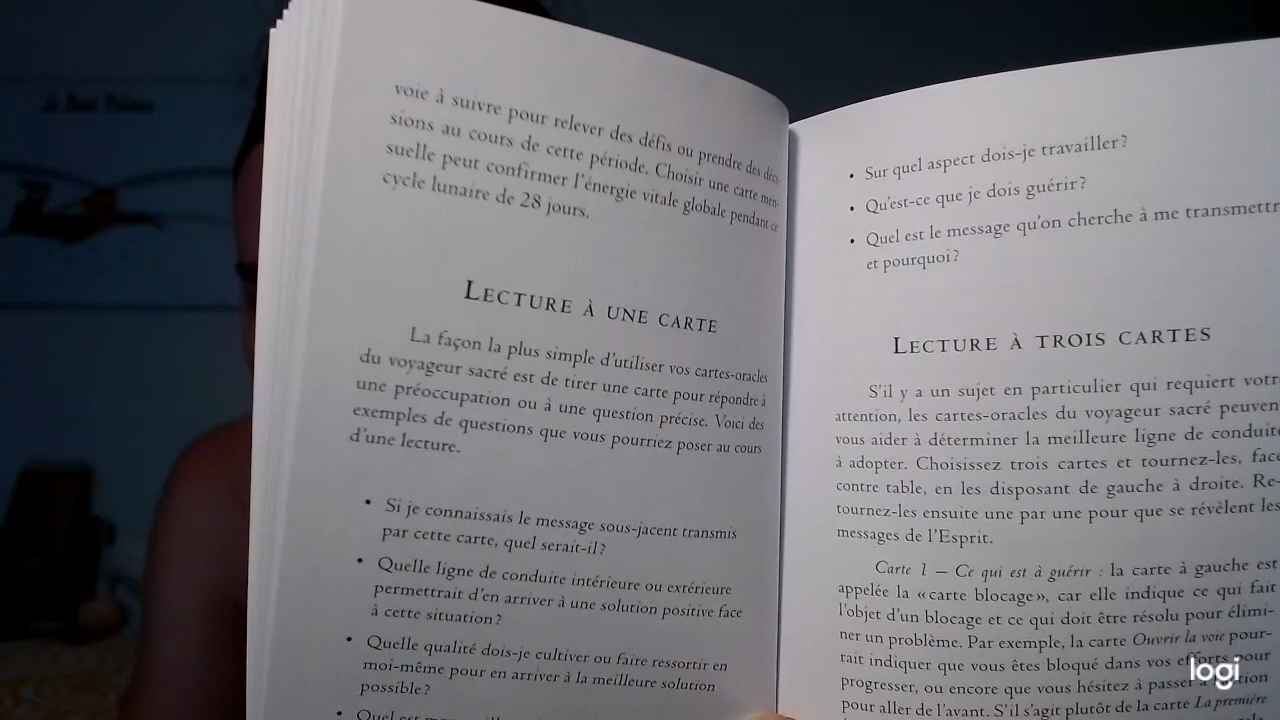 voie à suivre pour relever des défis ou prendre des déci-
sions au cours de cette période. Choisir une carte men-
suelle peut confirmer l'énergie vitale globale pendant ce
cycle lunaire de 28 jours.
LECTURE À UNE CARTE
La façon la plus simple d'utiliser vos cartes-oracles
du voyageur sacré est de tirer une carte pour répondre à
une préoccupation ou à une question précise. Voici des
exemples de questions que vous pourriez poser au cours
d'une lecture.
• Si je connaissais le message sous-jacent transmis
par cette carte, quel serait-il?
• Quelle ligne de conduite intérieure ou extérieure
permettrait d'en arriver à une solution positive face
à cette situation?
• Quelle qualité dois-je cultiver ou faire ressortir en
moi-même pour en arriver à la meilleure solution
possible?
• Quel est
• Sur quel aspect dois-je travailler?
• Qu'est-ce que je dois guérir?
• Quel est le message qu'on cherche à me transmettr
et pourquoi?
LECTURE À TROIS CARTES
S'il y a un sujet en particulier qui requiert votr
attention, les cartes-oracles du voyageur sacré peuven
vous aider à déterminer la meilleure ligne de conduit
à adopter. Choisissez trois cartes et tournez-les, face
contre table, en les disposant de gauche à droite. Re-
tournez-les ensuite une par une pour que se révèlent les
messages de l'Esprit.
Carte 1 – Ce qui est à guérir : la carte à gauche est
appelée la «carte blocage», car elle indique ce qui fait
l'objet d'un blocage et ce qui doit être résolu pour élimi-
ner un problème. Par exemple, la carte Ouvrir la voie pour-
rait indiquer que vous êtes bloqué dans vos efforts pour
progresser, ou encore que vous hésitez à passer à
pour aller de l'avant. S'il s'agit plutôt de la carte La première
logi